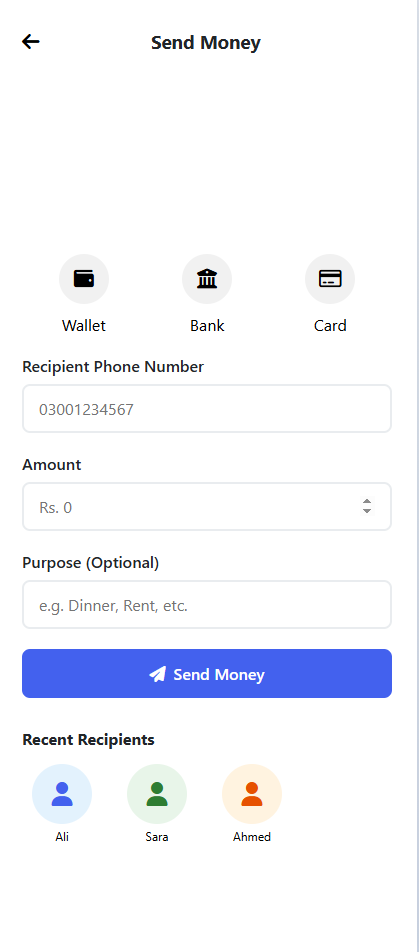 Send Money
Wallet Bank Card
Recipient Phone Number
03001234567
Amount
Rs. 0
Purpose (Optional)
e.g. Dinner, Rent, etc.
Send Money
Recent Recipients
Ali Sara Ahmed